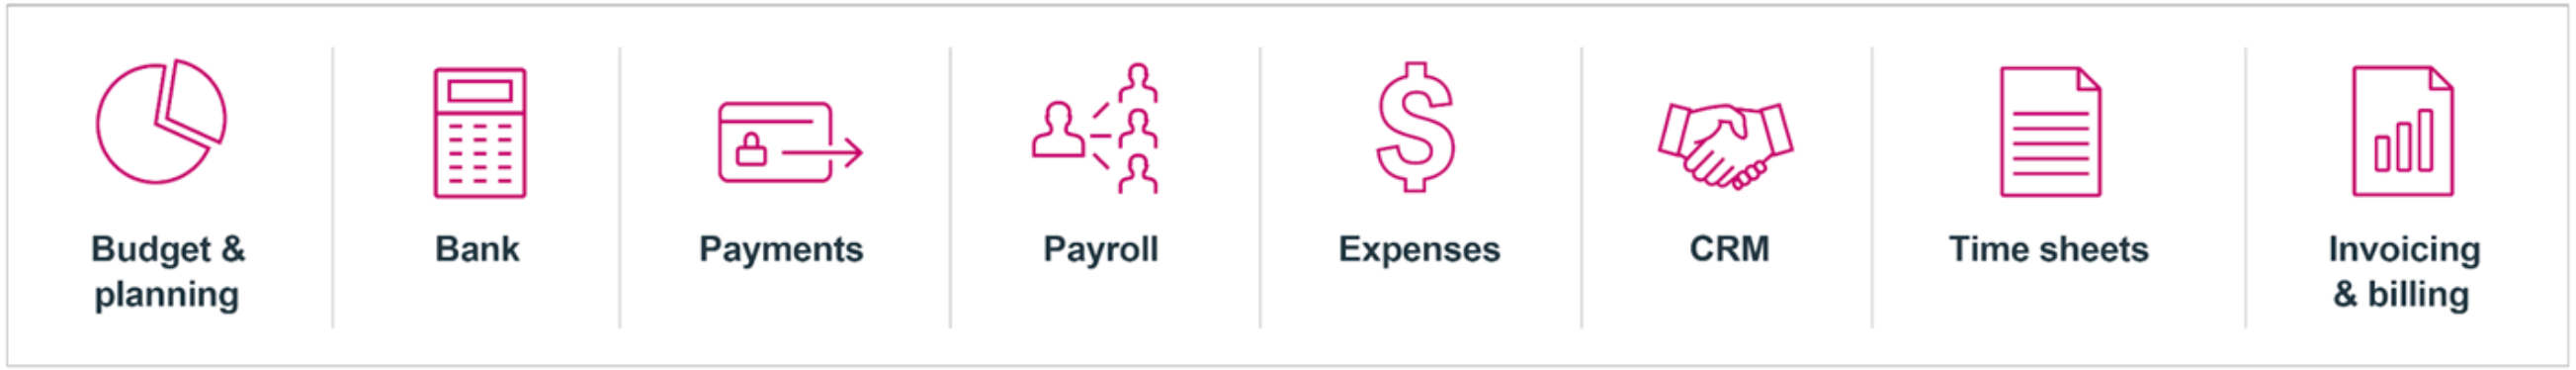 Budget &
planning
Bank
Payments
Payroll
Expenses
CRM
Time sheets
Invoicing
& billing